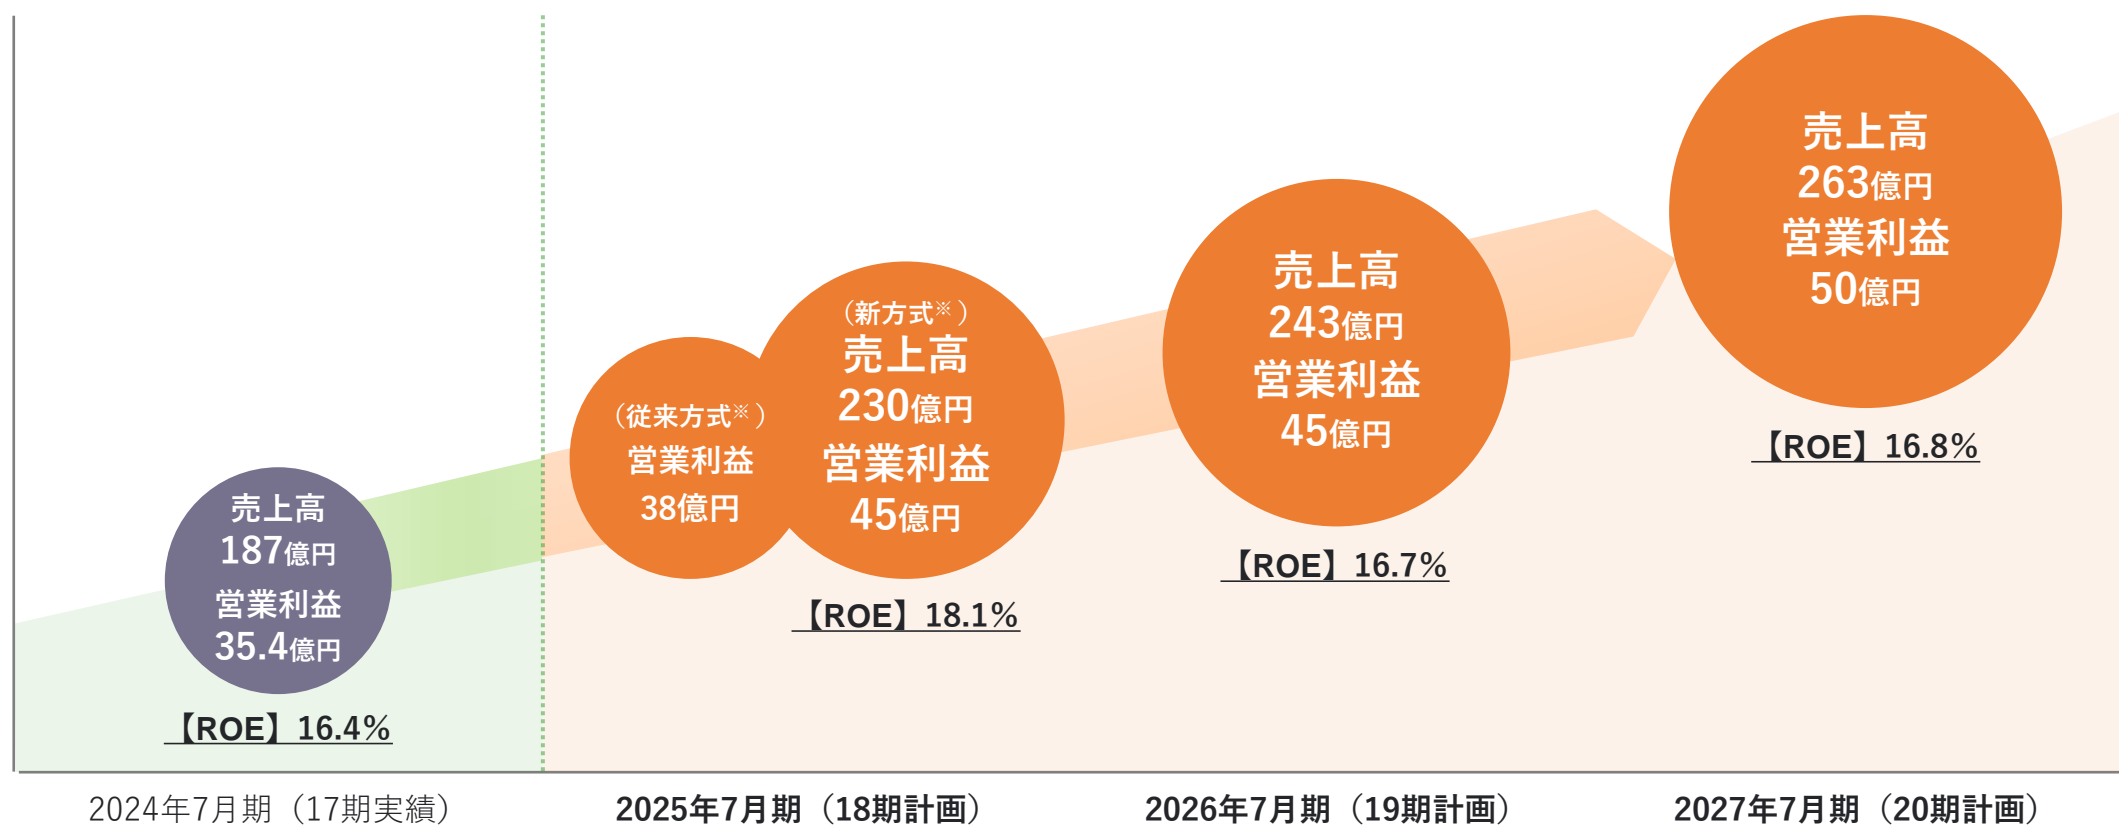 売上高
187億円
営業利益
35.4億円
【ROE】16.4%
2024年7月期（17期実績）
（従来方式※）
営業利益
38億円
（新方式※）
売上高
230億円
営業利益
45億円
【ROE】18.1%
2025年7月期（18期計画）
売上高
243億円
営業利益
45億円
【ROE】16.7%
2026年7月期（19期計画）
売上高
263億円
営業利益
50億円
【ROE】16.8%
2027年7月期（20期計画）